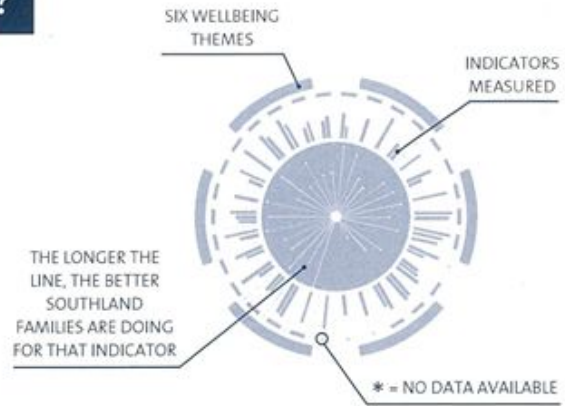 ?
SIX WELLBEING
THEMES
INDICATORS
MEASURED
THE LONGER THE
LINE, THE BETTER
SOUTHLAND
FAMILIES ARE DOING
FOR THAT INDICATOR
* = NO DATA AVAILABLE